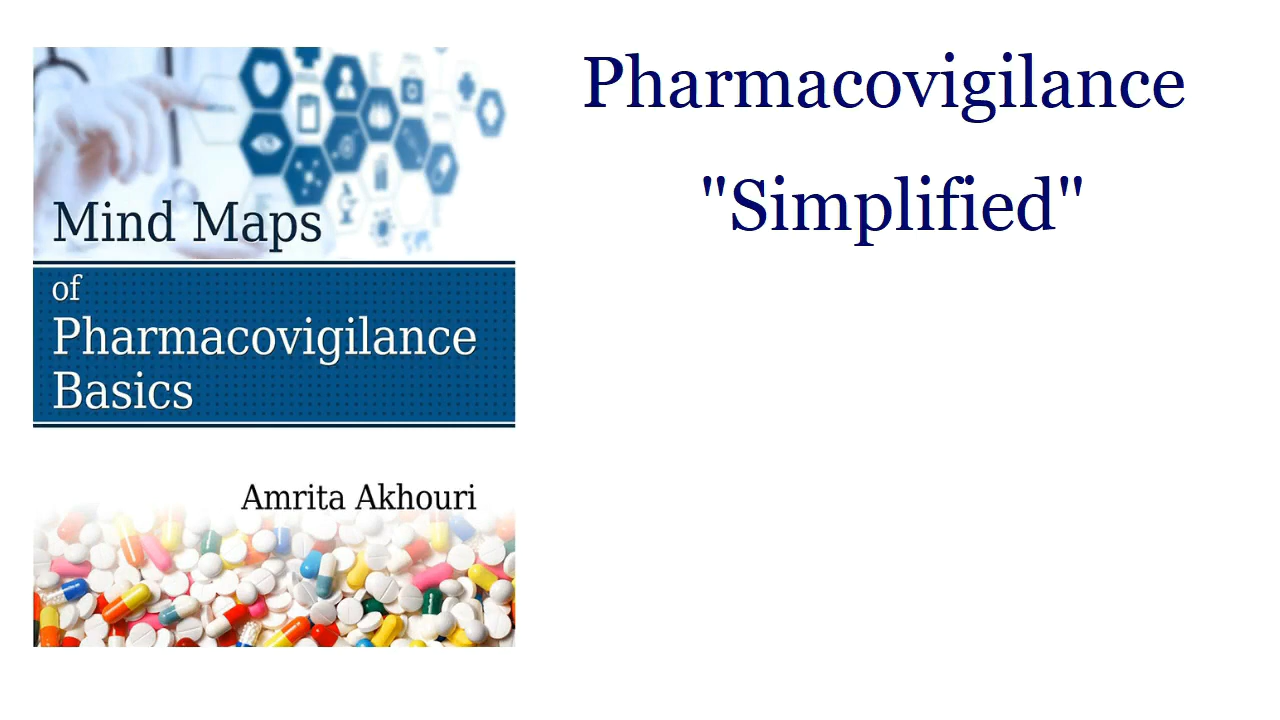 Mind Maps
of
Pharmacovigilance
Basics
Amrita Akhouri
Pharmacovigilance
"Simplified"